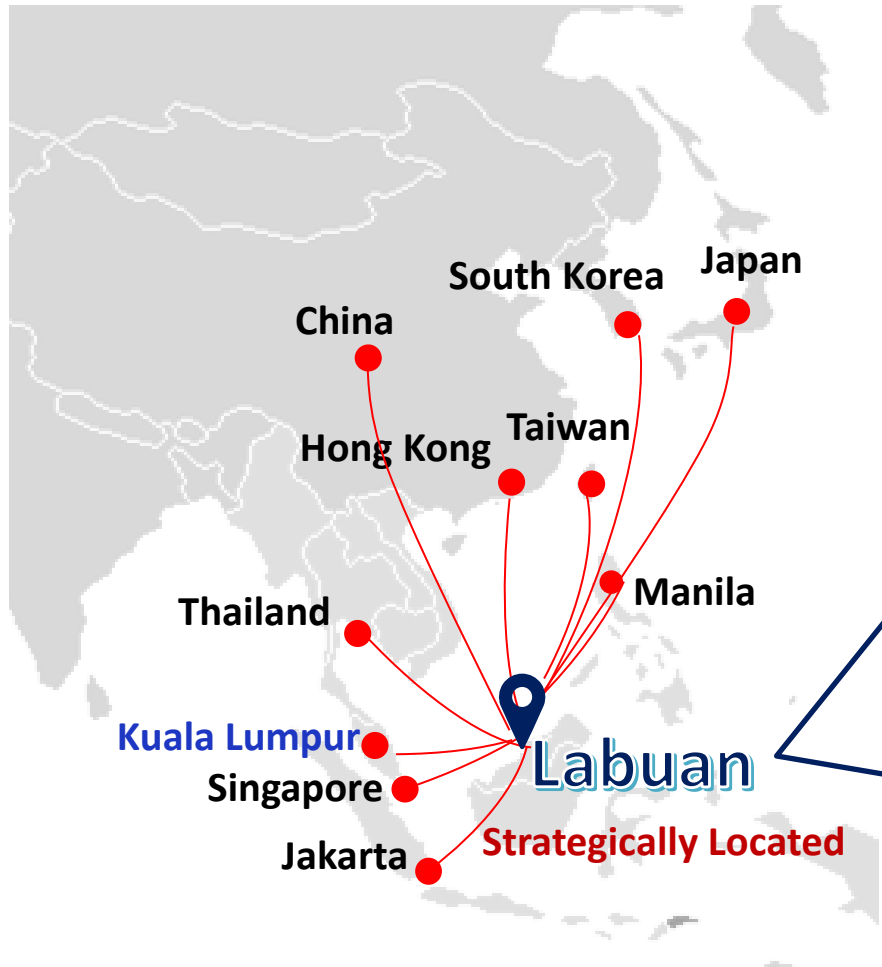 Japan
South Korea
China
Taiwan
Hong Kong
Manila
Thailand
Kuala Lumpur
Labuan
Singapore
Strategically Located
Jakarta